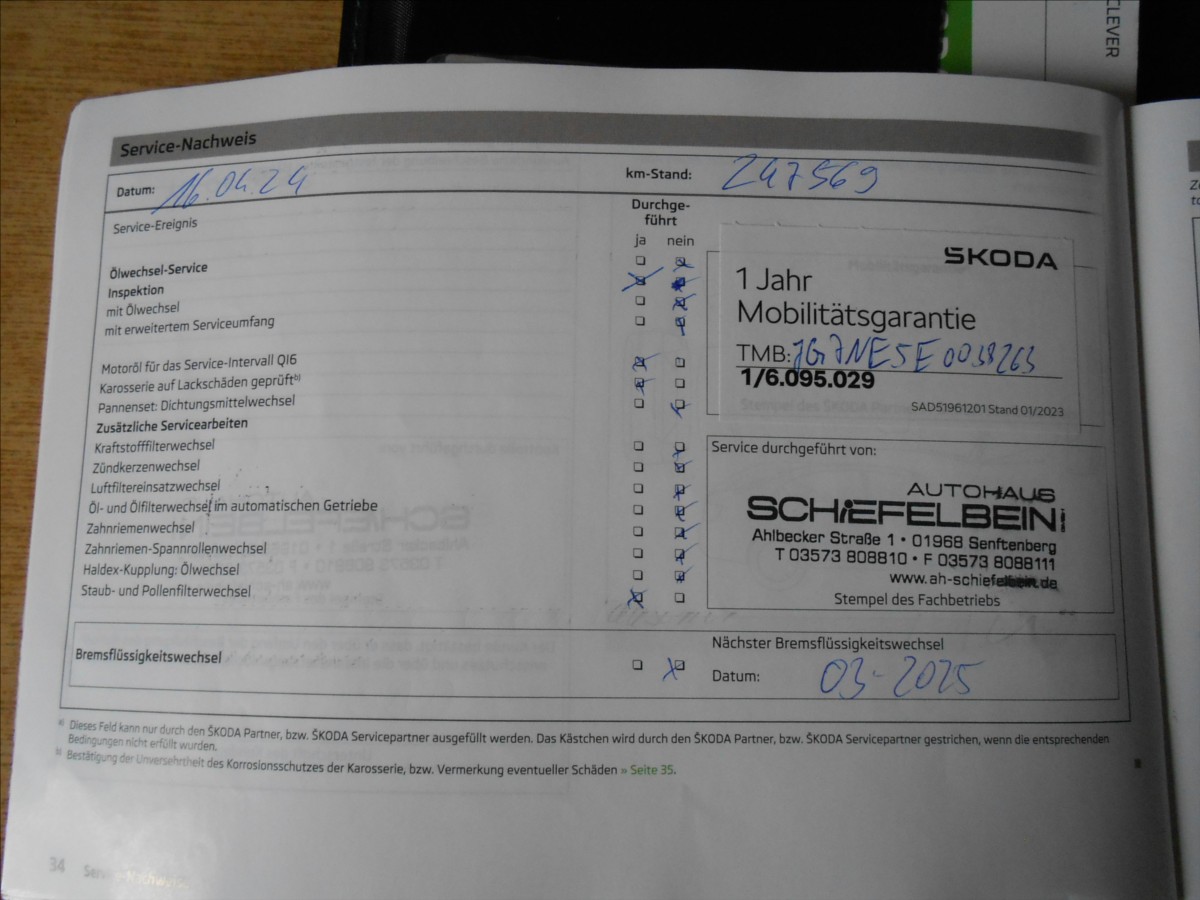 CLEVER
Service-Nachweis
Datum: 16.04.24 km-Stand: 247569
Service-Ereignis
Durchge-
führt
ja nein
Ölwechsel-Service
Inspektion
mit Ölwechsel
mit erweitertem Serviceumfang
Motoröl für das Service-Intervall QI6
Karosserie auf Lackschäden geprüft b)
Pannenset: Dichtungsmittelwechsel
Zusätzliche Servicearbeiten
Kraftstofffilterwechsel
Zündkerzenwechsel
Luftfiltereinsatzwechsel
Öl- und Ölfilterwechsel im automatischen Getriebe
Zahnriemenwechsel
Zahnriemen-Spannrollenwechsel
Haldex-Kupplung: Ölwechsel
Staub- und Pollenfilterwechsel
ŠKODA
1 Jahr
Mobilitätsgarantie
TMB: JG7NE5E0038263
1/6.095.029
SAD51961201 Stand 01/2023
Service durchgeführt von:
AUTOHAUS
SCHiEFELBEIN
Ahlbecker Straße 1 • 01968 Senftenberg
T 03573 808810 • F 03573 8088111
www.ah-schiefelbein.de
Stempel des Fachbetriebs
Bremsflüssigkeitswechsel
Nächster Bremsflüssigkeitswechsel
Datum: 03-2025
a) Dieses Feld kann nur durch den ŠKODA Partner, bzw. ŠKODA Servicepartner ausgefüllt werden. Das Kästchen wird durch den ŠKODA Partner, bzw. ŠKODA Servicepartner gestrichen, wenn die entsprechenden
Bedingungen nicht erfüllt wurden.
b) Bestätigung der Unversehrtheit des Korrosionsschutzes der Karosserie, bzw. Vermerkung eventueller Schäden » Seite 35.
34 Service-Nachweis